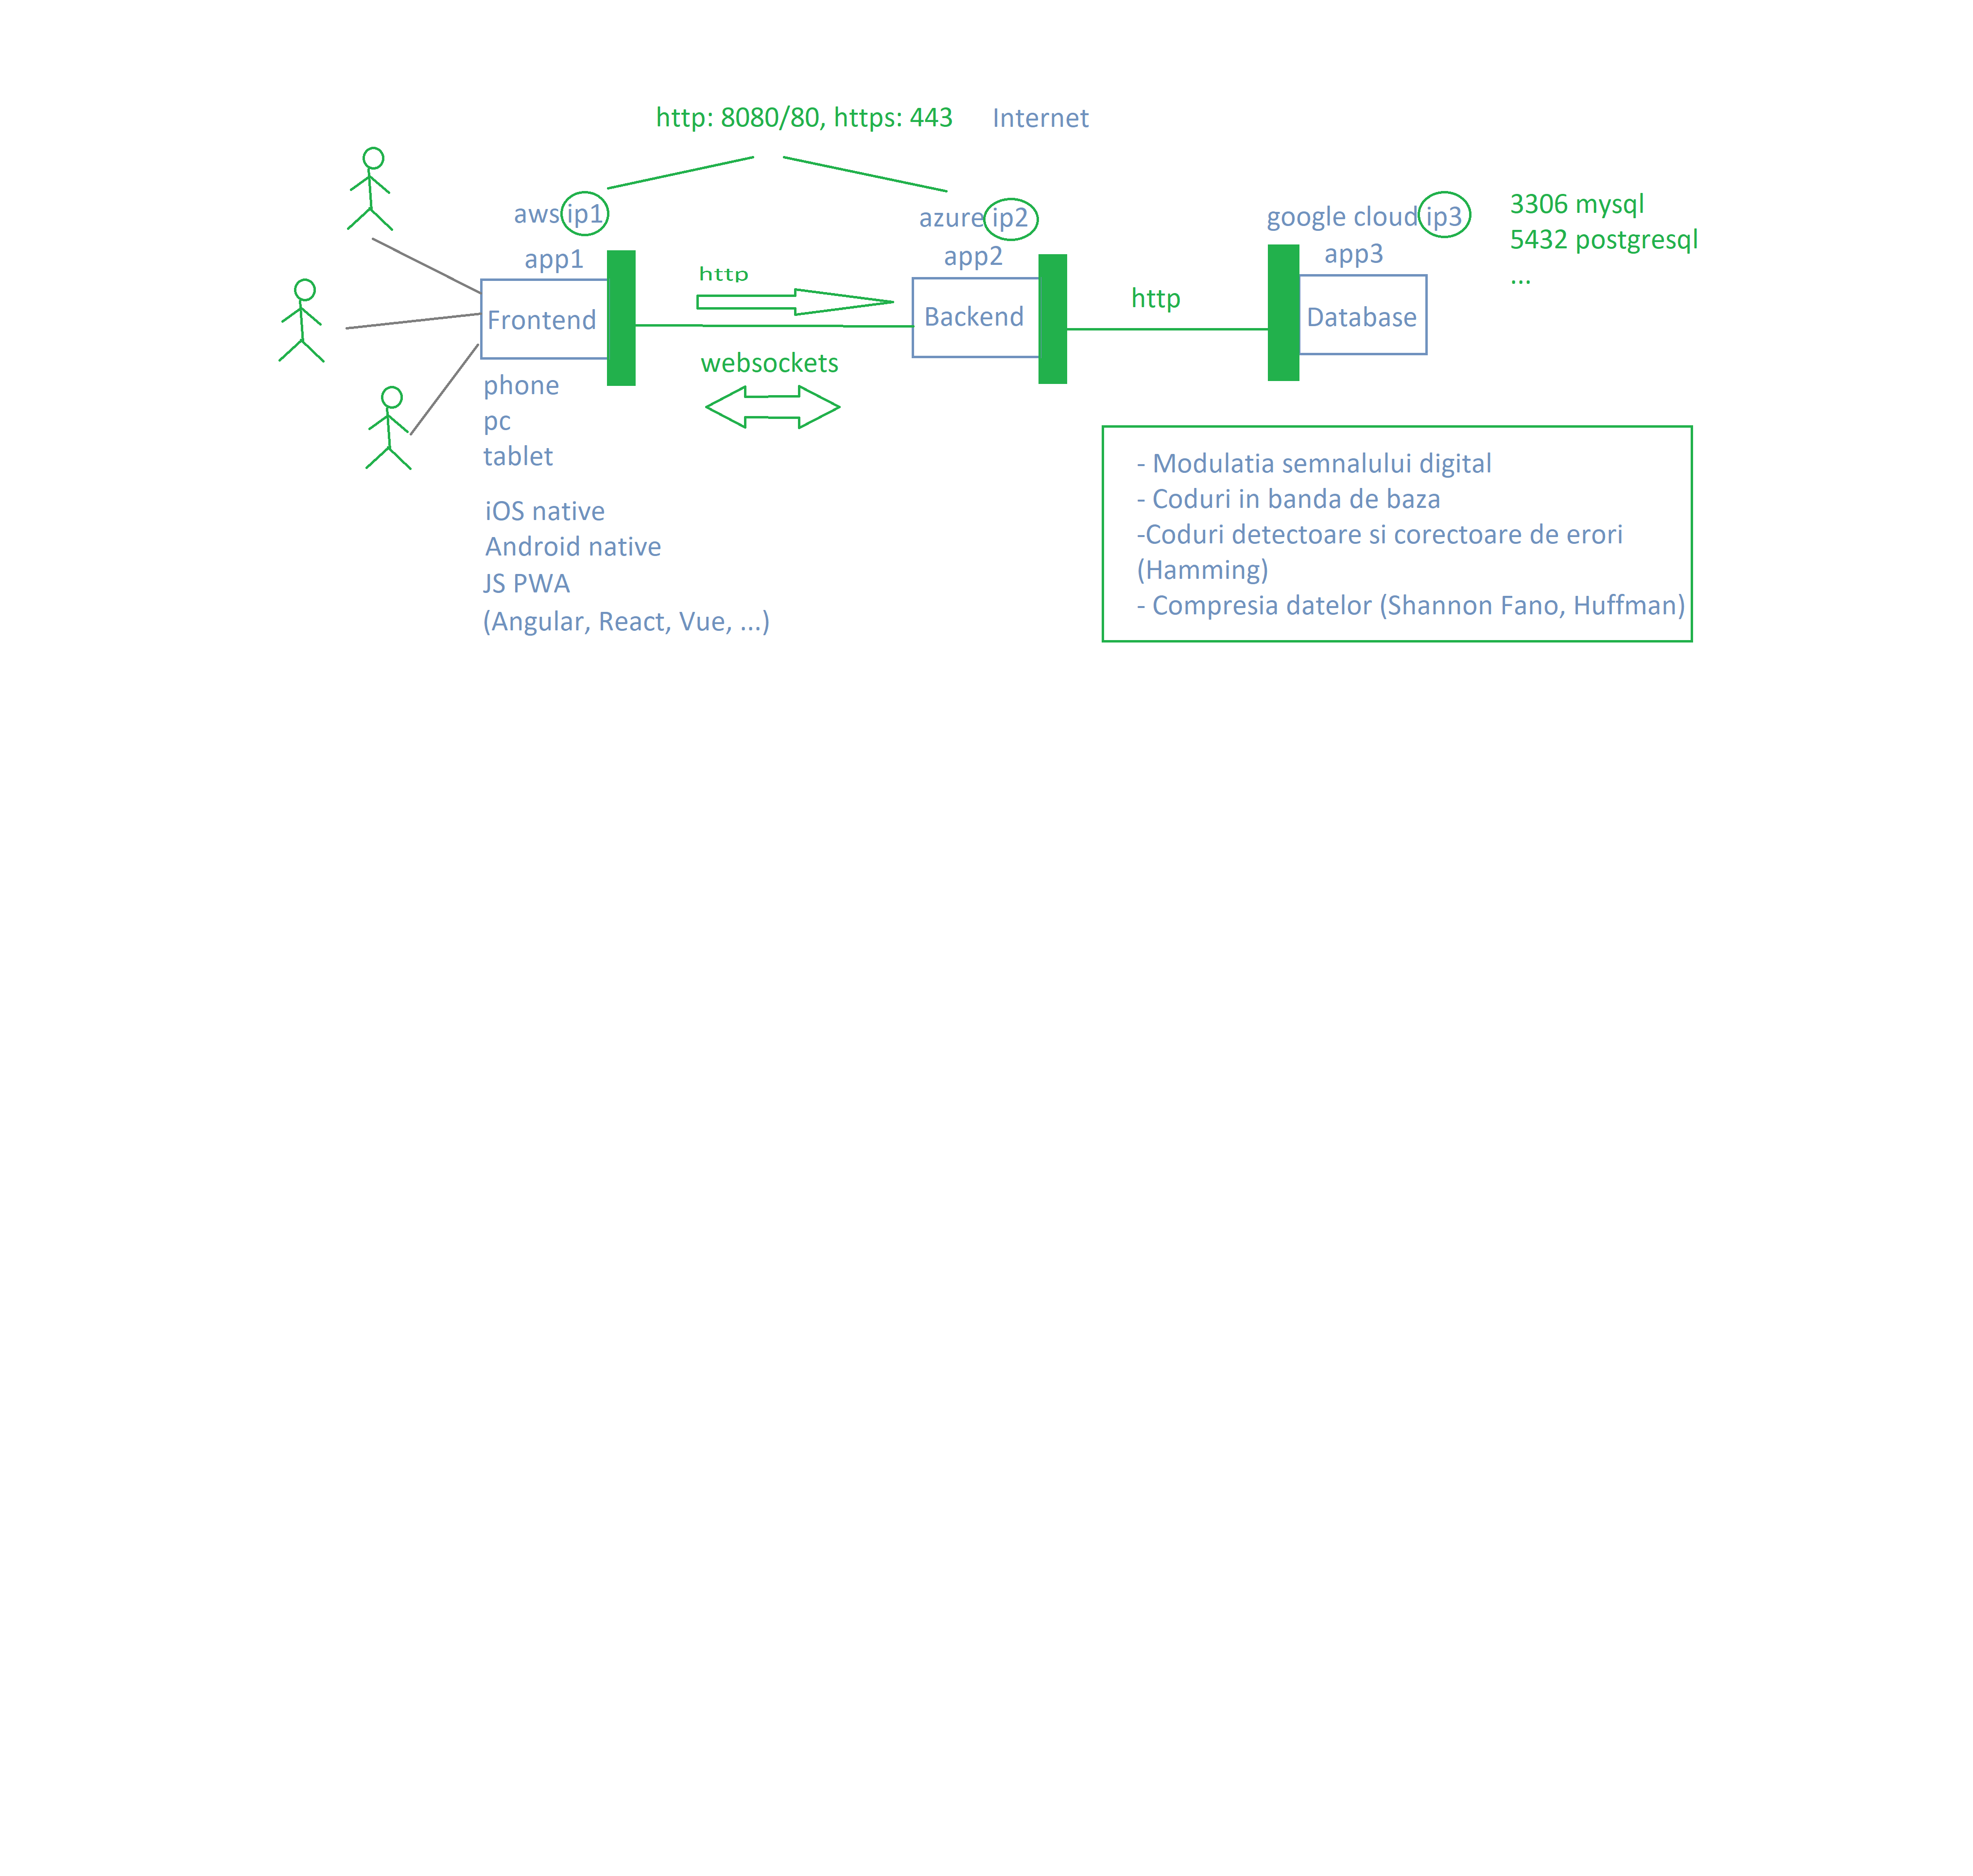 http: 8080/80, https: 443
Internet
aws ip1
azure ip2
google cloud ip3
3306 mysql
5432 postgresql
...
app1
app2
app3
http
http
Frontend
Backend
Database
websockets
phone
pc
tablet
iOS native
Android native
JS PWA
(Angular, React, Vue, ...)
- Modulatia semnalului digital
- Coduri in banda de baza
-Coduri detectoare si corectoare de erori
(Hamming)
- Compresia datelor (Shannon Fano, Huffman)